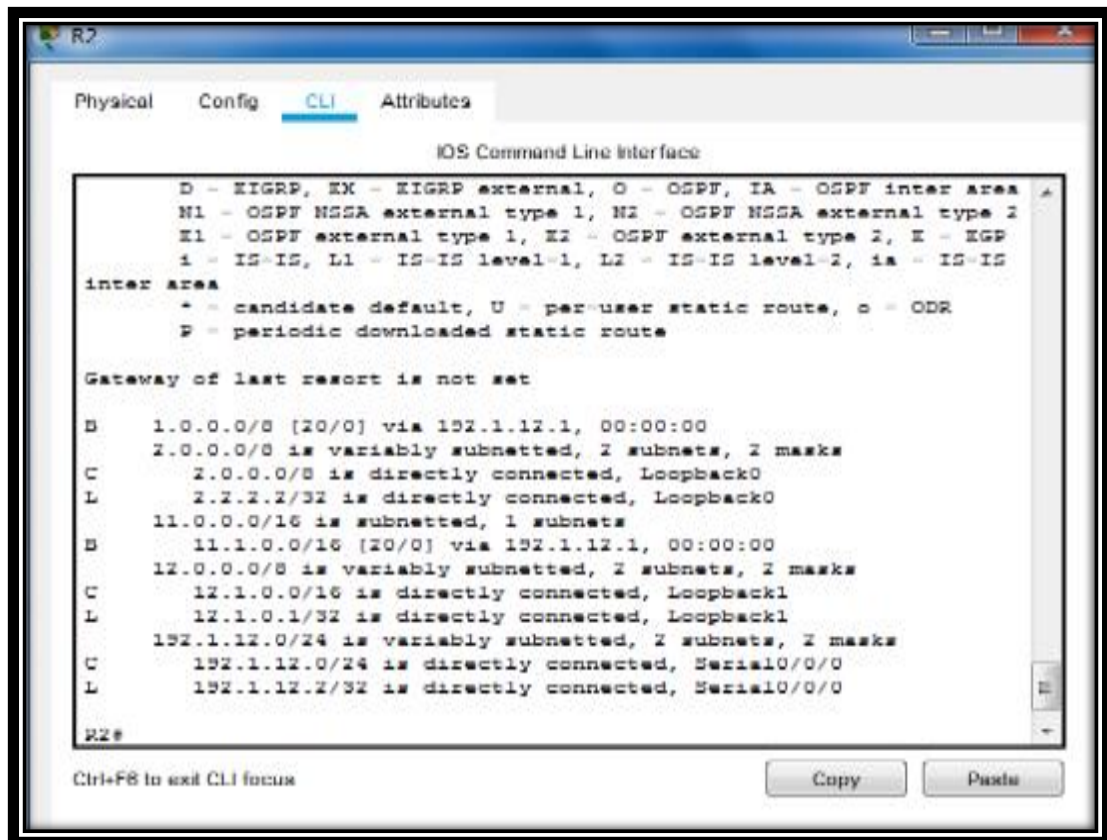 R2
Physical Config CLI Attributes
IOS Command Line Interface
D - EIGRP, EX - EIGRP external, O - OSPF, IA - OSPF inter area
N1 - OSPF NSSA external type 1, N2 - OSPF NSSA external type 2
E1 - OSPF external type 1, E2 - OSPF external type 2, E - EGP
i - IS-IS, L1 - IS-IS level-1, L2 - IS-IS level-2, ia - IS-IS
inter area
* - candidate default, U - per-user static route, o - ODR
P - periodic downloaded static route
Gateway of last resort is not set
B 1.0.0.0/8 [20/0] via 192.1.12.1, 00:00:00
2.0.0.0/8 is variably subnetted, 2 subnets, 2 masks
C 2.0.0.0/8 is directly connected, Loopback0
L 2.2.2.2/32 is directly connected, Loopback0
11.0.0.0/16 is subnetted, 1 subnets
B 11.1.0.0/16 [20/0] via 192.1.12.1, 00:00:00
12.0.0.0/8 is variably subnetted, 2 subnets, 2 masks
C 12.1.0.0/16 is directly connected, Loopback1
L 12.1.0.1/32 is directly connected, Loopback1
192.1.12.0/24 is variably subnetted, 2 subnets, 2 masks
C 192.1.12.0/24 is directly connected, Serial0/0/0
L 192.1.12.2/32 is directly connected, Serial0/0/0
R2#
Ctrl+F6 to exit CLI focus
Copy Paste